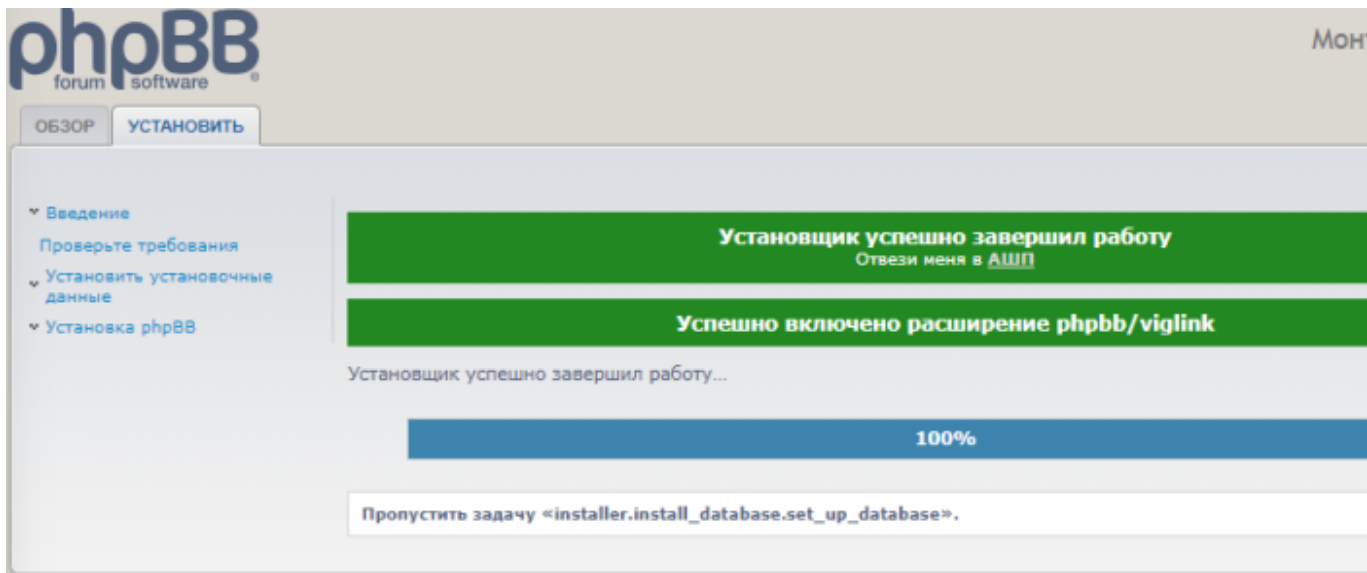 phpBB
forum software ®
Монт
ОБЗОР
УСТАНОВИТЬ
Введение
Проверьте требования
Установить установочные
данные
Установка phpBB
Установщик успешно завершил работу
Отвези меня в АШП
Успешно включено расширение phpbb/viglink
Установщик успешно завершил работу...
100%
Пропустить задачу «installer.install_database.set_up_database».